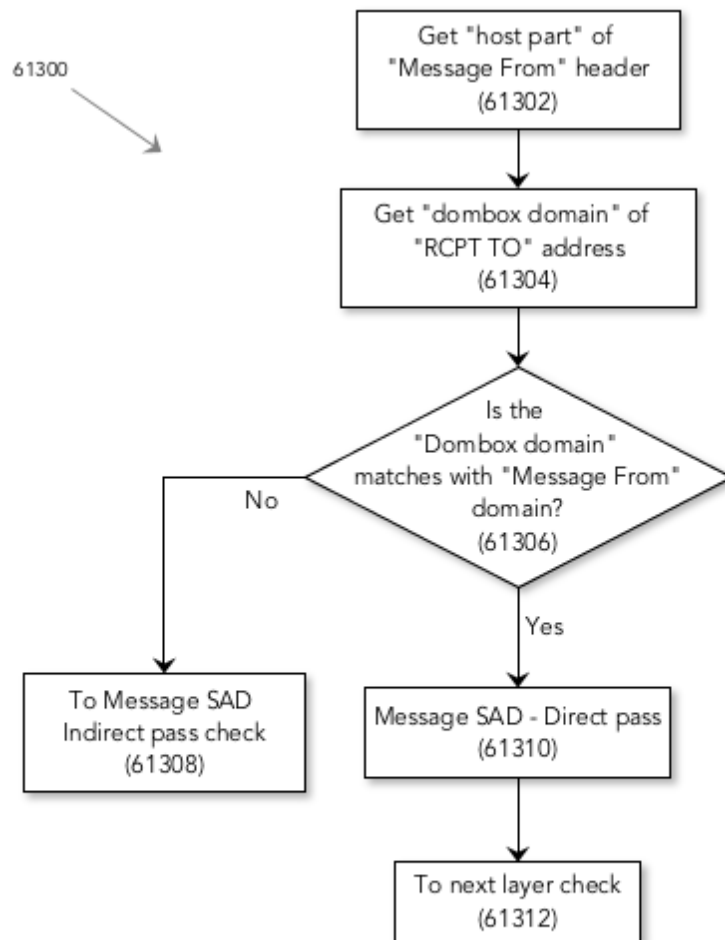 61300
Get "host part" of
"Message From" header
(61302)
Get "dombox domain" of
"RCPT TO" address
(61304)
Is the
"Dombox domain"
matches with "Message From"
domain?
(61306)
No
Yes
To Message SAD
Indirect pass check
(61308)
Message SAD - Direct pass
(61310)
To next layer check
(61312)